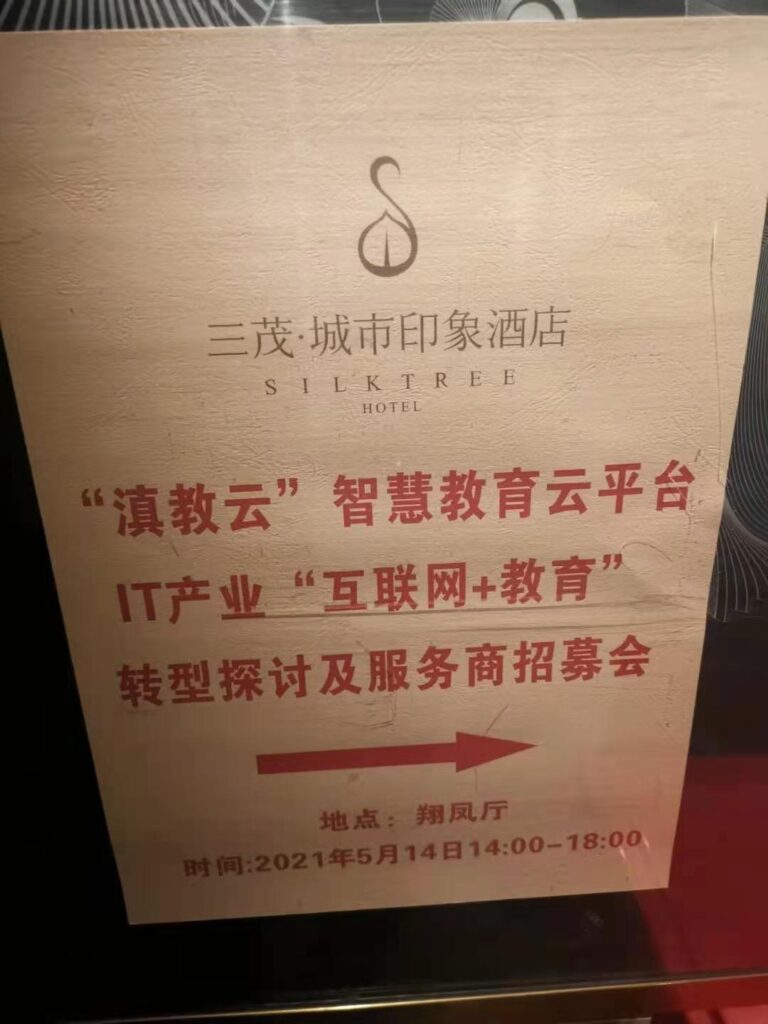 三茂·城市印象酒店
SILKTREE
HOTEL
“滇教云”智慧教育云平台
IT产业“互联网+教育”
转型探讨及服务商招募会
地点：翔凤厅
时间:2021年5月14日14:00-18:00